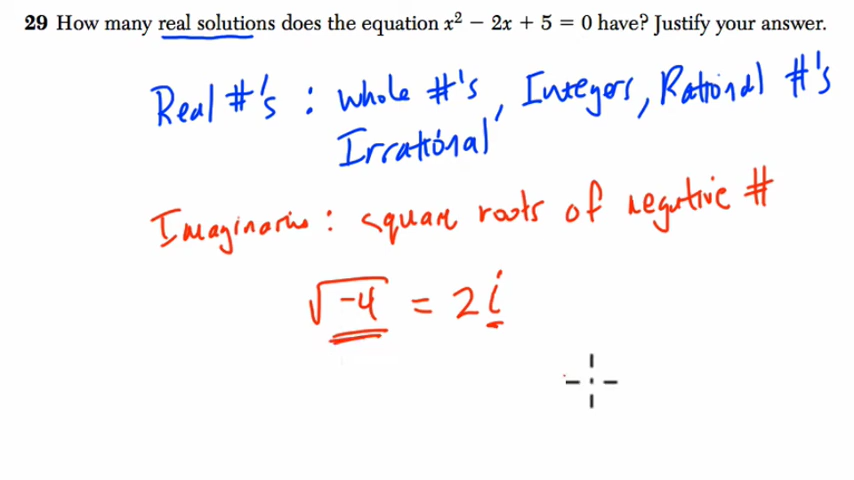 29 How many real solutions does the equation x² − 2x + 5 = 0 have? Justify your answer.
Real #'s : whole #'s, Integers, Rational #'s
Irrational
Imaginaries: square roots of negative #
√-4 = 2i